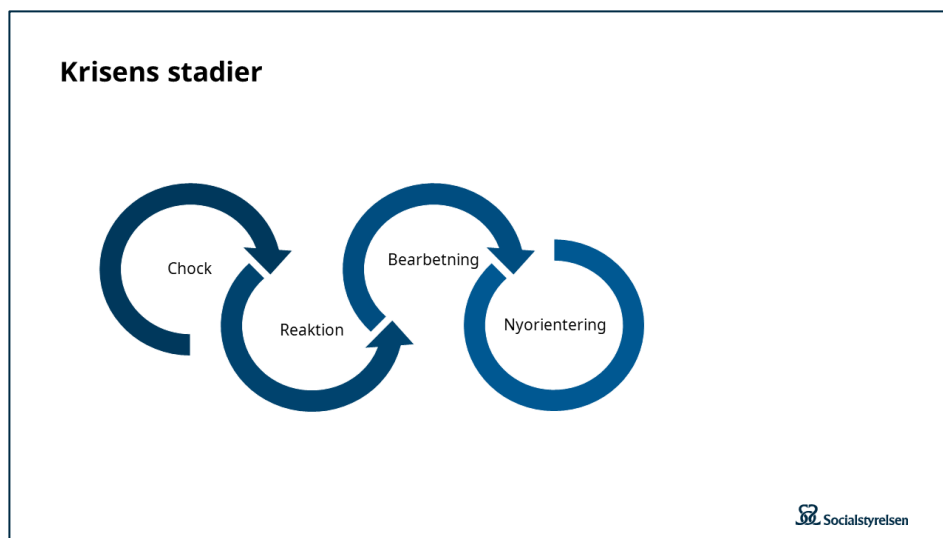 Krisens stadier
Chock
Reaktion
Bearbetning
Nyorientering
Socialstyrelsen